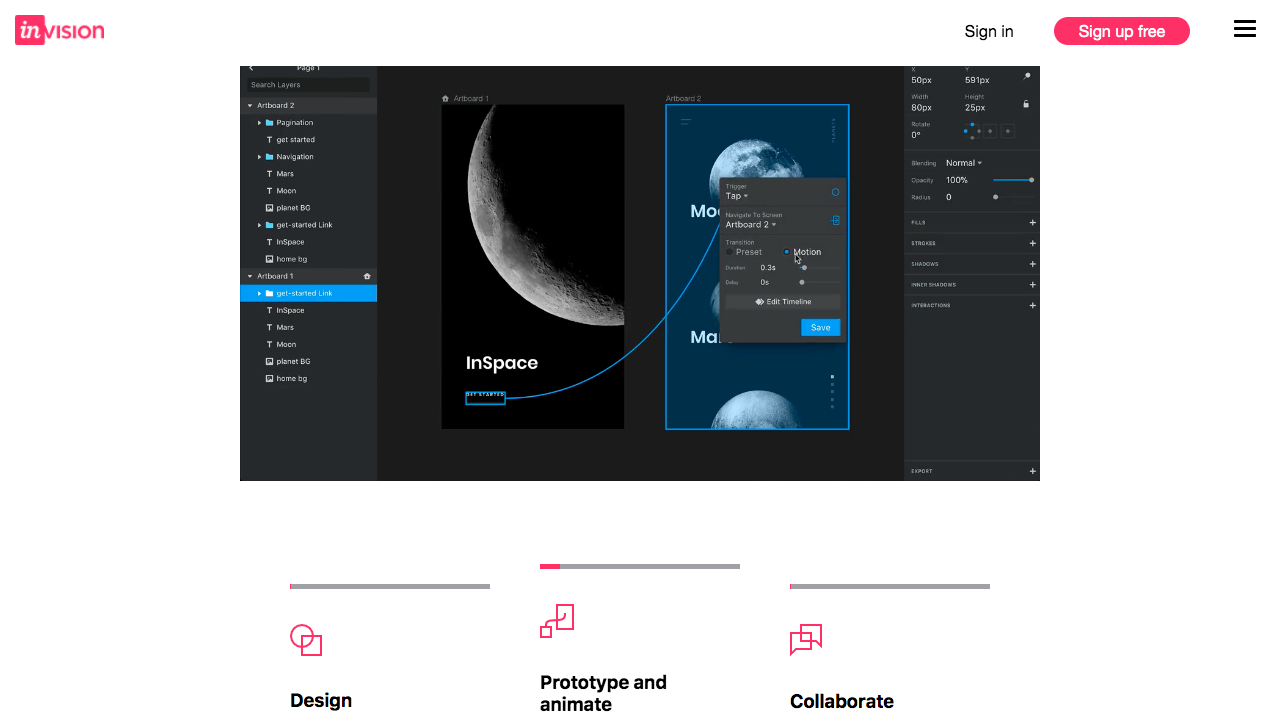 invision
Sign in
Sign up free
Page 1
Search Layers
Artboard 2
Pagination
get started
Navigation
Mars
Moon
planet BG
get-started Link
InSpace
home bg
Artboard 1
get-started Link
InSpace
Mars
Moon
planet BG
home bg
Artboard 1
InSpace
GET STARTED
Artboard 2
PLANETS
Trigger
Tap
Navigate To Screen
Artboard 2
Transition
Preset
Motion
Duration
0.3s
Delay
0s
Edit Timeline
Save
X
Y
50px
591px
Width
Height
80px
25px
Rotate
0°
Blending
Normal
Opacity
100%
Radius
0
FILLS
STROKES
SHADOWS
INNER SHADOWS
INTERACTIONS
EXPORT
Design
Prototype and
animate
Collaborate